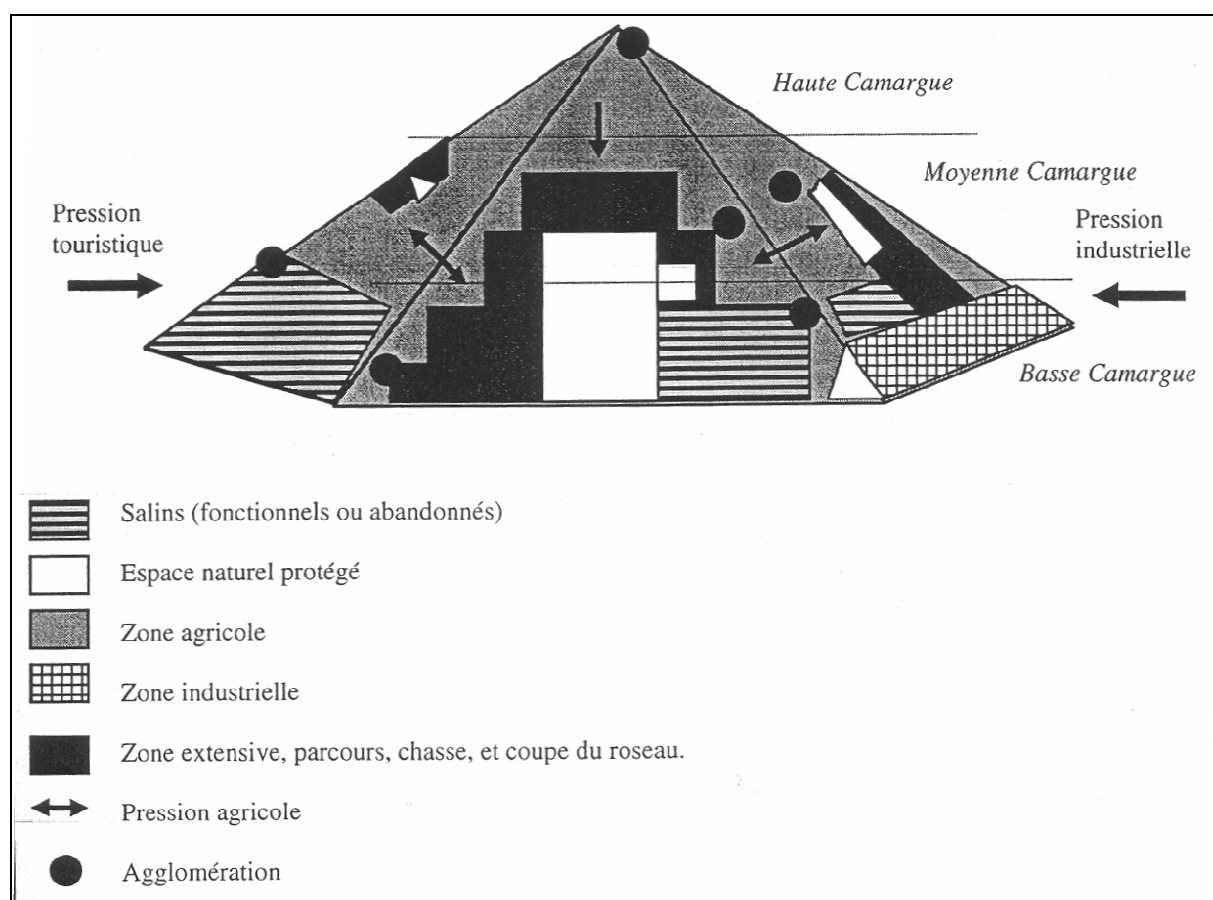 Haute Camargue
Moyenne Camargue
Pression
touristique
Pression
industrielle
Basse Camargue
Salins (fonctionnels ou abandonnés)
Espace naturel protégé
Zone agricole
Zone industrielle
Zone extensive, parcours, chasse, et coupe du roseau.
Pression agricole
Agglomération